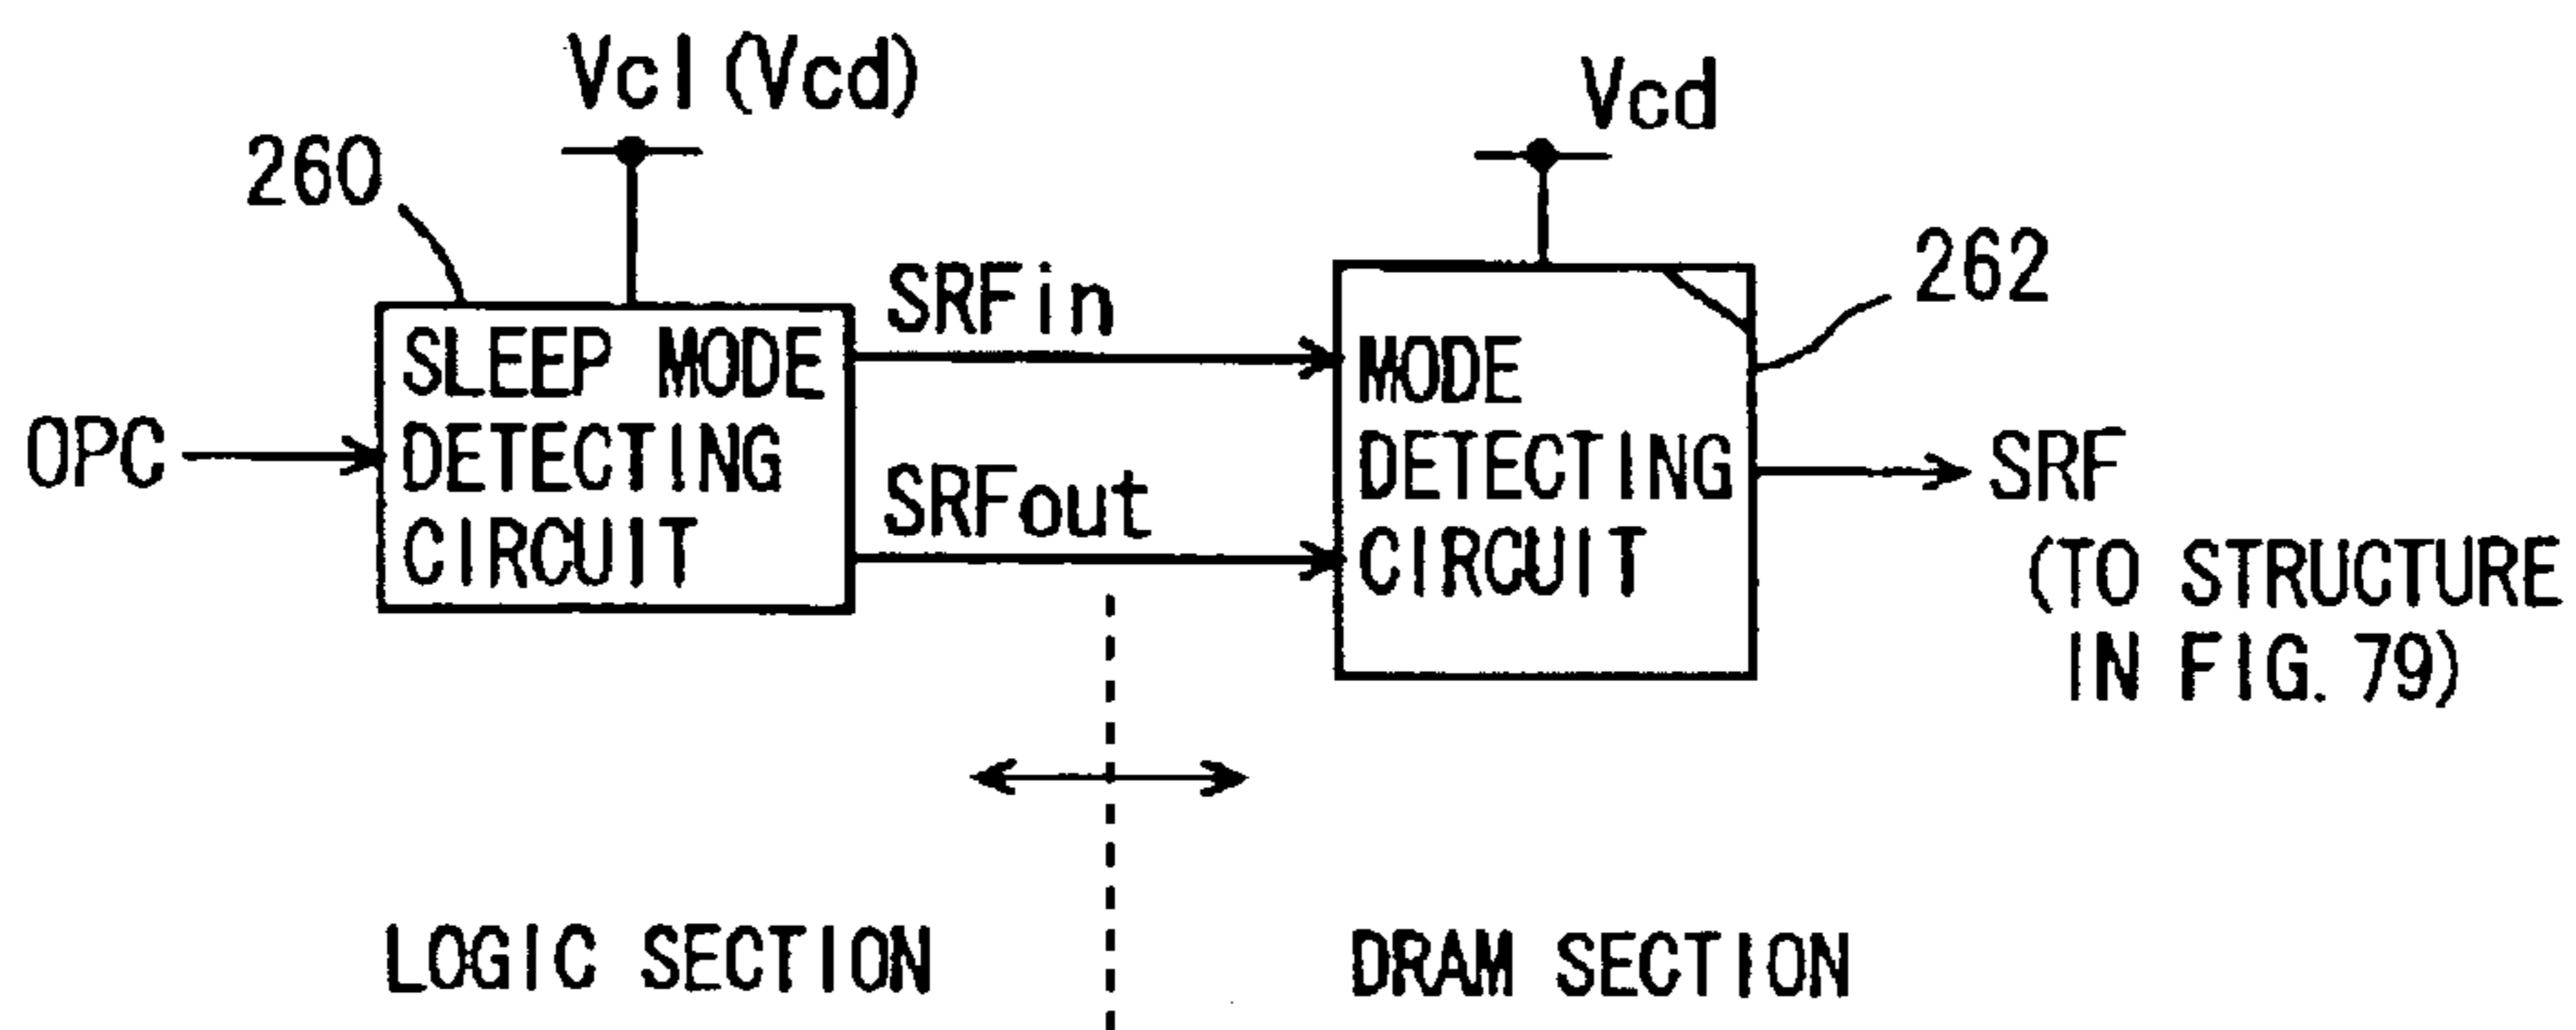 Vcl (Vcd)
Vcd
260
262
SRFin
SLEEP MODE
DETECTING
CIRCUIT
OPC
SRFout
MODE
DETECTING
CIRCUIT
SRF
(TO STRUCTURE
IN FIG. 79)
LOGIC SECTION
DRAM SECTION